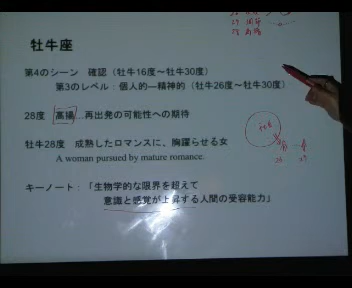 牡牛座
第4のシーン 確認（牡牛16度〜牡牛30度）
第3のレベル：個人的―精神的（牡牛26度〜牡牛30度）
28度 高揚…再出発の可能性への期待
牡牛28度 成熟したロマンスに、胸躍らせる女
A woman pursued by mature romance.
キーノート：「生物学的な限界を超えて
意識と感覚が上昇する人間の受容能力」